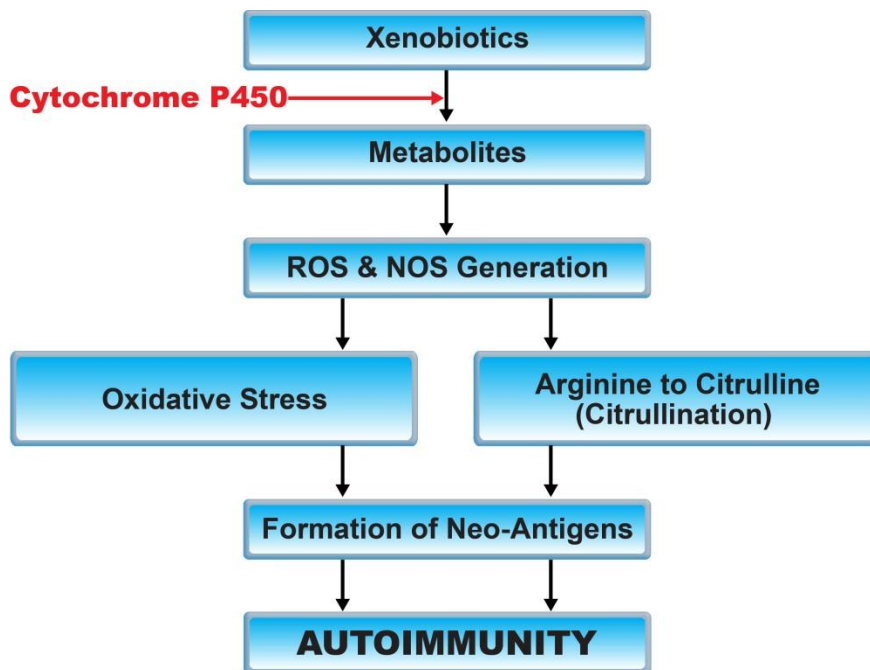 Xenobiotics
Cytochrome P450
Metabolites
ROS & NOS Generation
Oxidative Stress
Arginine to Citrulline
(Citrullination)
Formation of Neo-Antigens
AUTOIMMUNITY